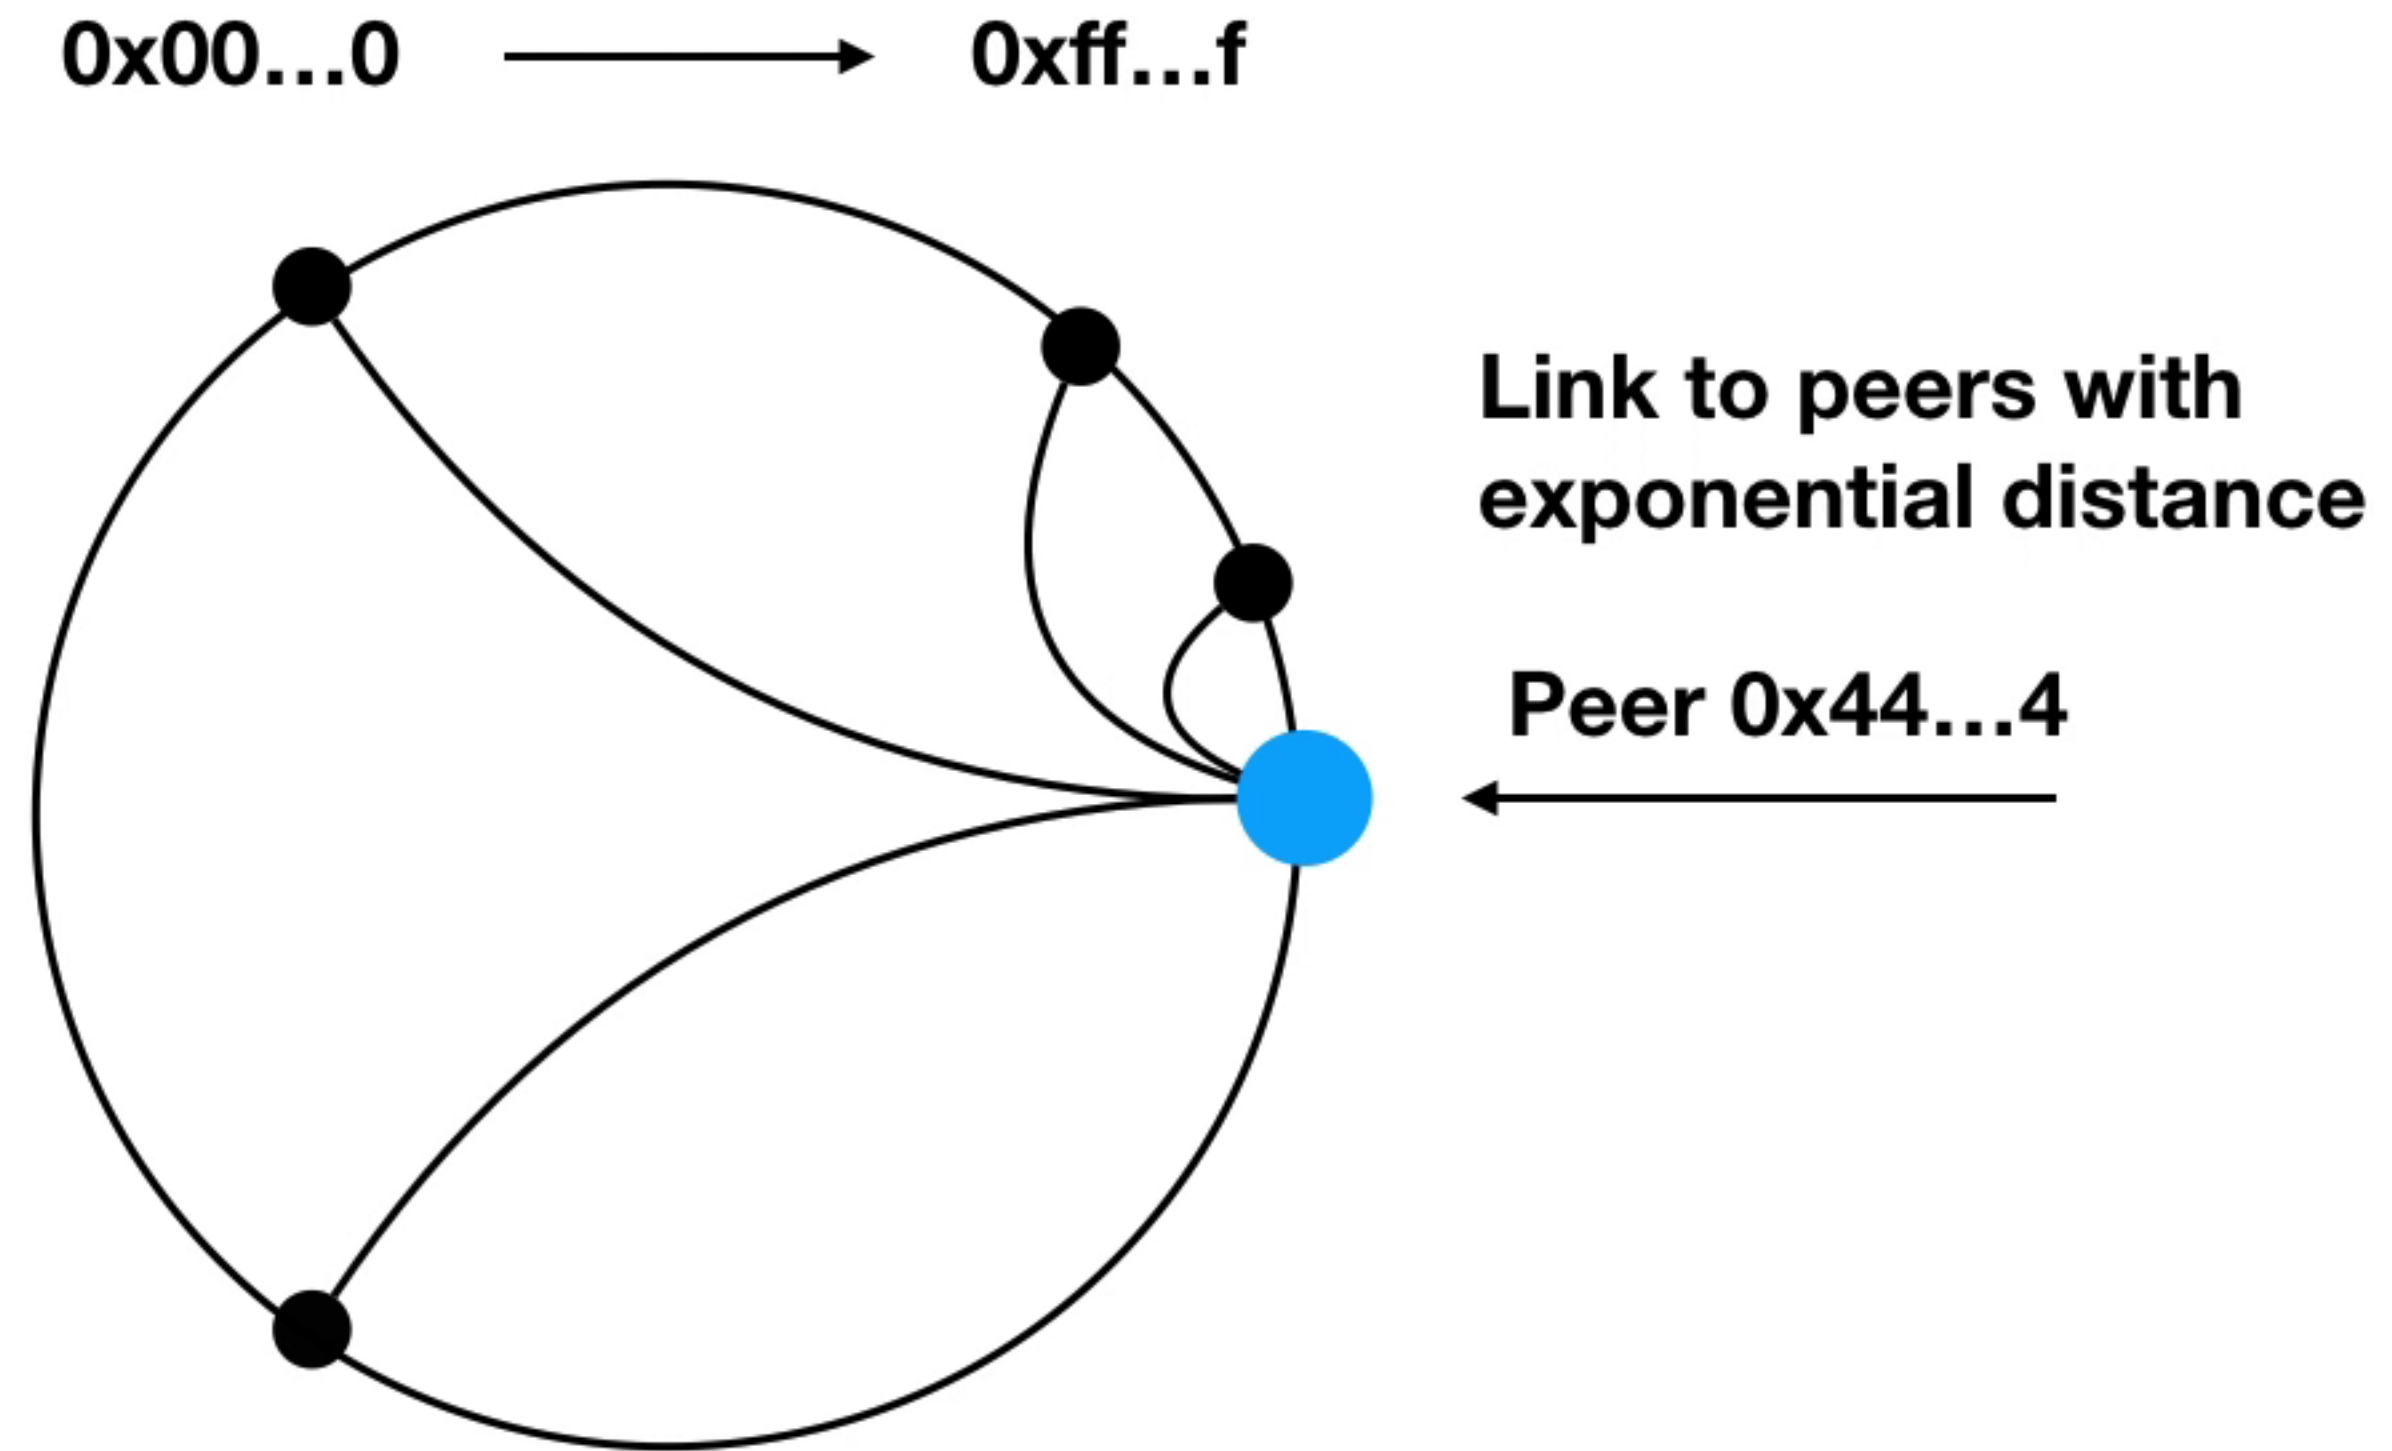 0x00...0 0xff...f
Link to peers with
exponential distance
Peer 0x44...4